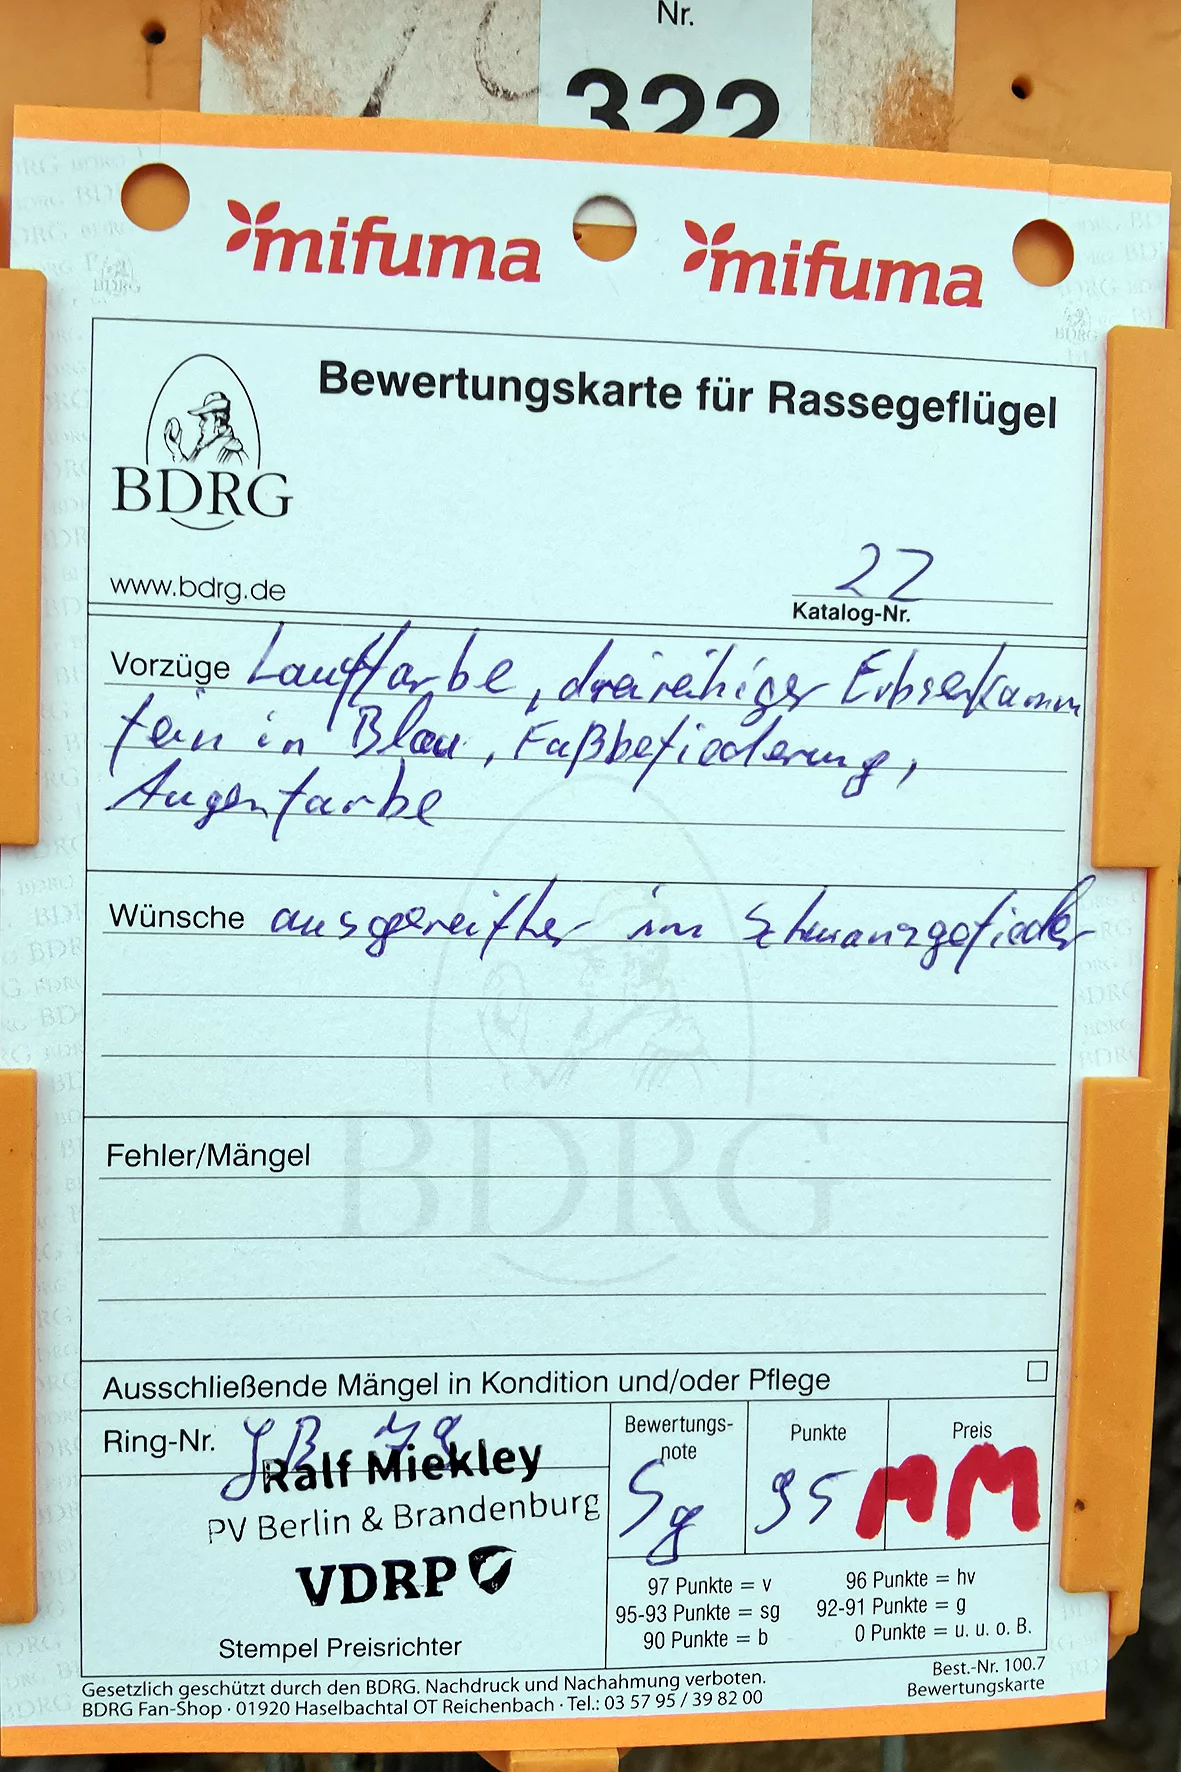 Nr.
322
mifuma mifuma
Bewertungskarte für Rassegeflügel
BDRG
www.bdrg.de
22
Katalog-Nr.
Vorzüge Lauffarbe, dreireihiger Erbsenkamm
fein in Blau, Fußbefiederung,
Augenfarbe
Wünsche ausgereifter im Schwanzgefieder
BDRG
Fehler/Mängel
Ausschließende Mängel in Kondition und/oder Pflege
Ring-Nr.
Ralf Miekley
PV Berlin & Brandenburg
VDRP
Stempel Preisrichter
Bewertungs-
note
Sg
Punkte
95
Preis
MM
97 Punkte = v 96 Punkte = hv
95-93 Punkte = sg 92-91 Punkte = g
90 Punkte = b 0 Punkte = u. u. o. B.
Gesetzlich geschützt durch den BDRG. Nachdruck und Nachahmung verboten.
BDRG Fan-Shop · 01920 Haselbachtal OT Reichenbach · Tel.: 03 57 95 / 39 82 00
Best.-Nr. 100.7
Bewertungskarte